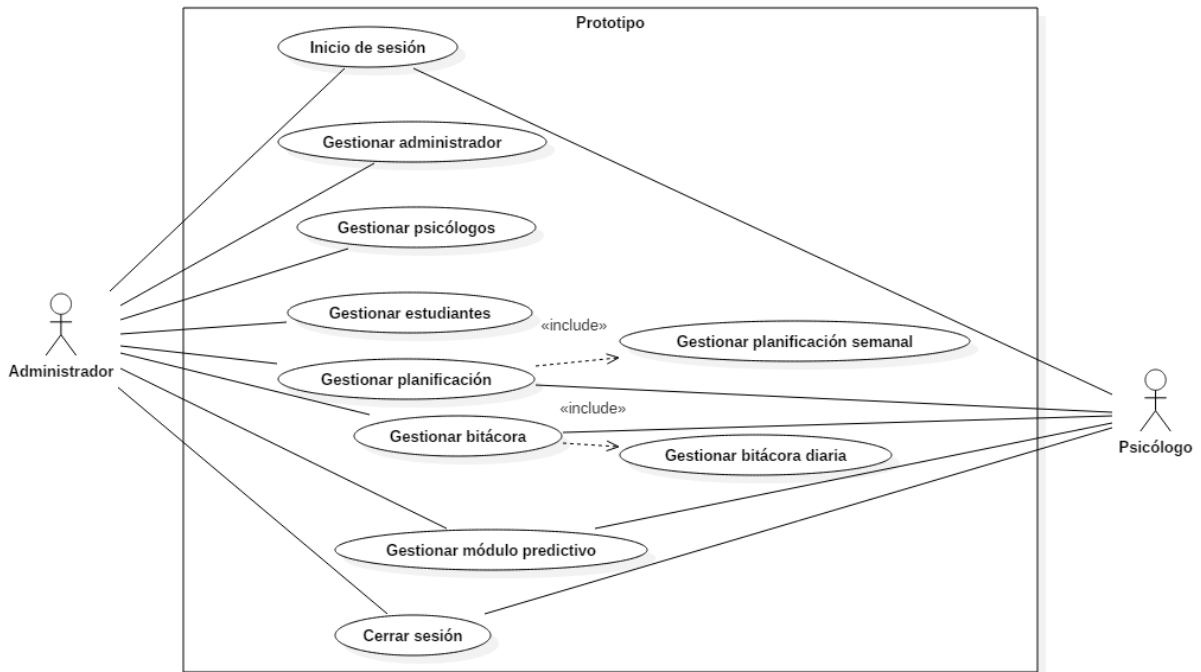 Prototipo
Inicio de sesión
Gestionar administrador
Gestionar psicólogos
Gestionar estudiantes
«include»
Gestionar planificación semanal
Administrador
Gestionar planificación
«include»
Gestionar bitácora
Psicólogo
Gestionar bitácora diaria
Gestionar módulo predictivo
Cerrar sesión